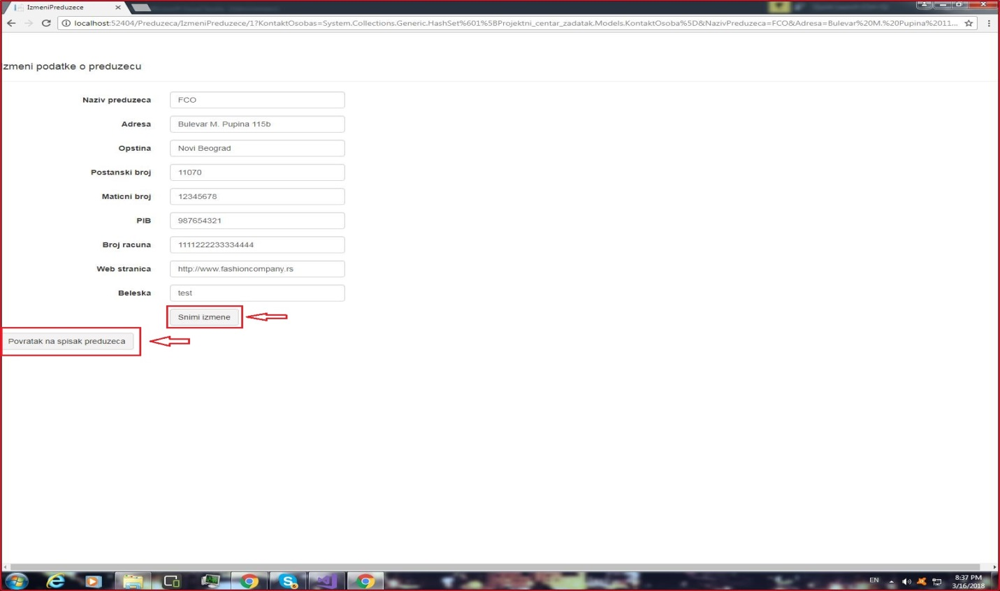 IzmeniPreduzece
localhost:52404/Preduzeca/IzmeniPreduzece/1?KontaktOsobas=System.Collections.Generic.HashSet%601%5BProjektni_centar_zadatak.Models.KontaktOsoba%5D&NazivPreduzeca=FCO&Adresa=Bulevar%20M.%20Pupina%2011...
zmeni podatke o preduzecu
Naziv preduzeca FCO
Adresa Bulevar M. Pupina 115b
Opstina Novi Beograd
Postanski broj 11070
Maticni broj 12345678
PIB 987654321
Broj racuna 1111222233334444
Web stranica http://www.fashioncompany.rs
Beleska test
Snimi izmene
Povratak na spisak preduzeca
EN
8:37 PM
3/16/2018